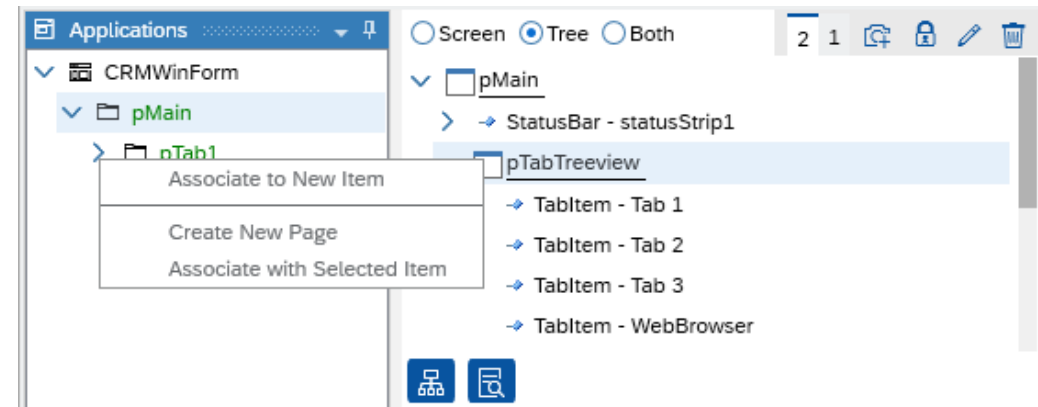 Applications
CRMWinForm
pMain
pTab1
Associate to New Item
Create New Page
Associate with Selected Item
Screen Tree Both
2 1
pMain
StatusBar - statusStrip1
pTabTreeview
TabItem - Tab 1
TabItem - Tab 2
TabItem - Tab 3
TabItem - WebBrowser